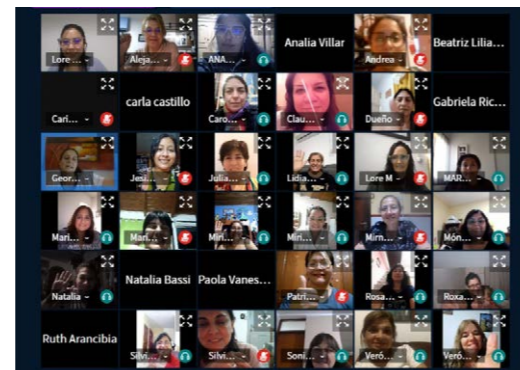 Lore ...
Aleja...
ANA...
Analia Villar
Andrea
Beatriz Lilia...
Cari...
carla castillo
Caro...
Clau...
Dueño
Gabriela Ric...
Geor...
Jesi...
Julia...
Lidia...
Lore M
MAR...
Mari...
Mari...
Miri...
Miri...
Mirn...
Món...
Natalia
Natalia Bassi
Paola Vanes...
Patri...
Rosa...
Roxa...
Ruth Arancibia
Silvi...
Silvi...
Soni...
Veró...
Veró...